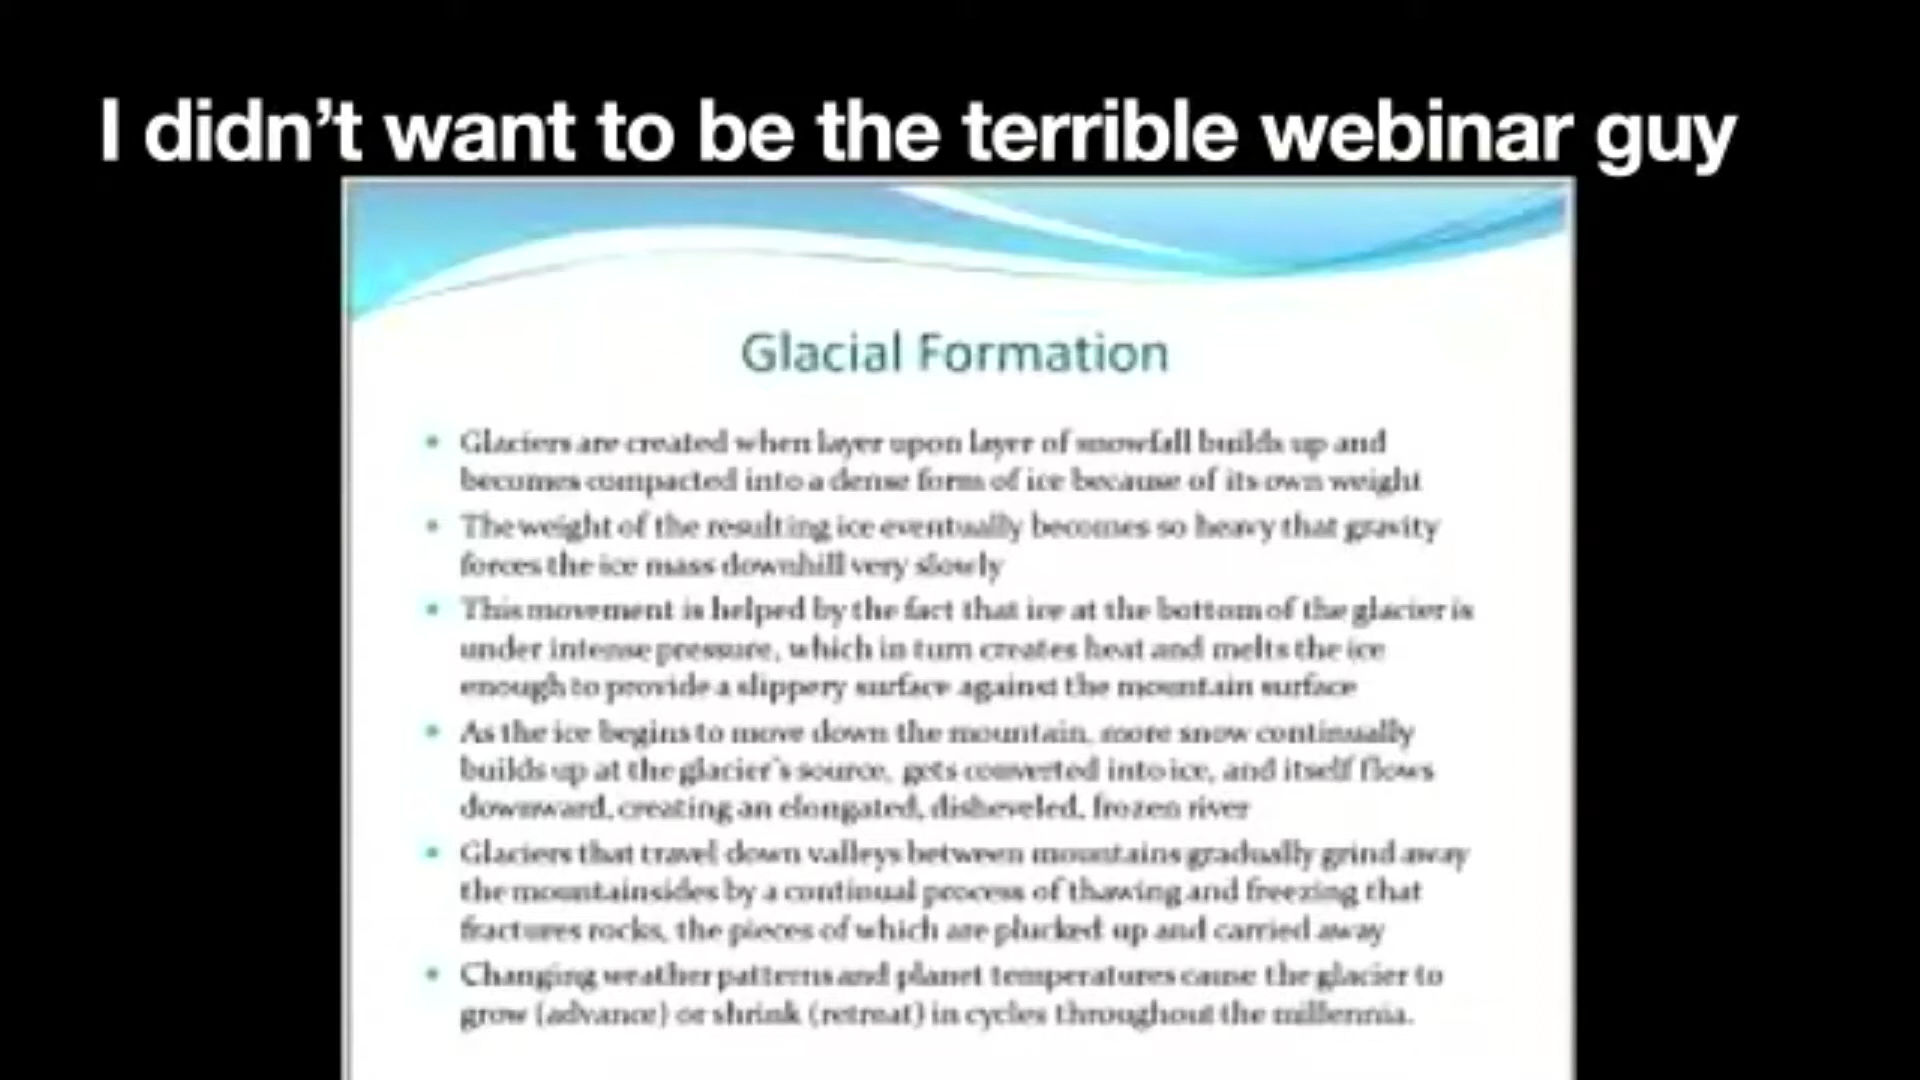 I didn't want to be the terrible webinar guy
Glacial Formation
• Glaciers are created when layer upon layer of snowfall builds up and
becomes compacted into a dense form of ice because of its own weight
• The weight of the resulting ice eventually becomes so heavy that gravity
forces the ice mass downhill very slowly
• This movement is helped by the fact that ice at the bottom of the glacier is
under intense pressure, which in turn creates heat and melts the ice
enough to provide a slippery surface against the mountain surface
• As the ice begins to move down the mountain, more snow continually
builds up at the glacier's source, gets converted into ice, and itself flows
downward, creating an elongated, disheveled, frozen river
• Glaciers that travel down valleys between mountains gradually grind away
the mountainsides by a continual process of thawing and freezing that
fractures rocks, the pieces of which are plucked up and carried away
• Changing weather patterns and planet temperatures cause the glacier to
grow (advance) or shrink (retreat) in cycles throughout the millennia.